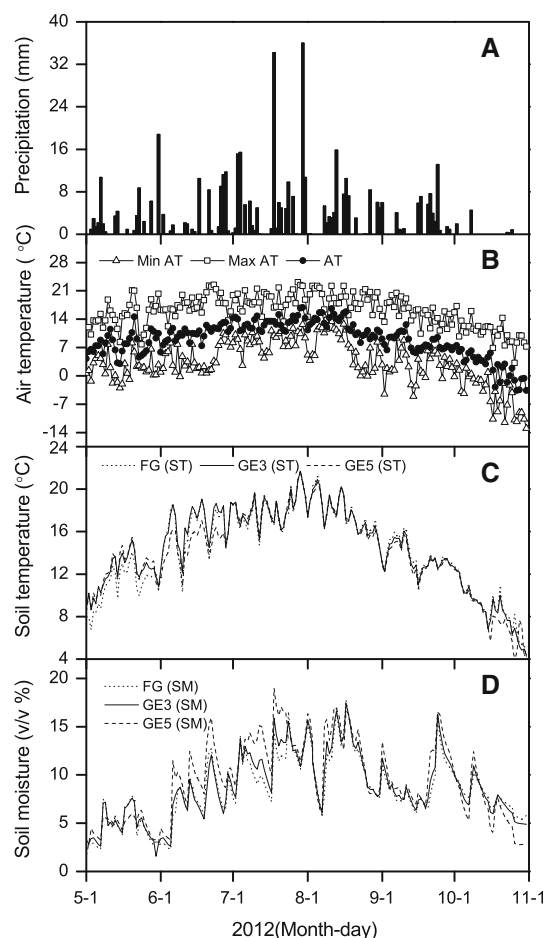 40
32
24
16
8
0
Precipitation (mm)
A
28
21
14
7
0
-7
-14
Air temperature ( °C)
Min AT Max AT AT
B
24
20
16
12
8
4
Soil temperature (°C)
FG (ST) GE3 (ST) GE5 (ST)
C
20
15
10
5
0
Soil moisture (v/v %)
FG (SM)
GE3 (SM)
GE5 (SM)
D
5-1 6-1 7-1 8-1 9-1 10-1 11-1
2012(Month-day)